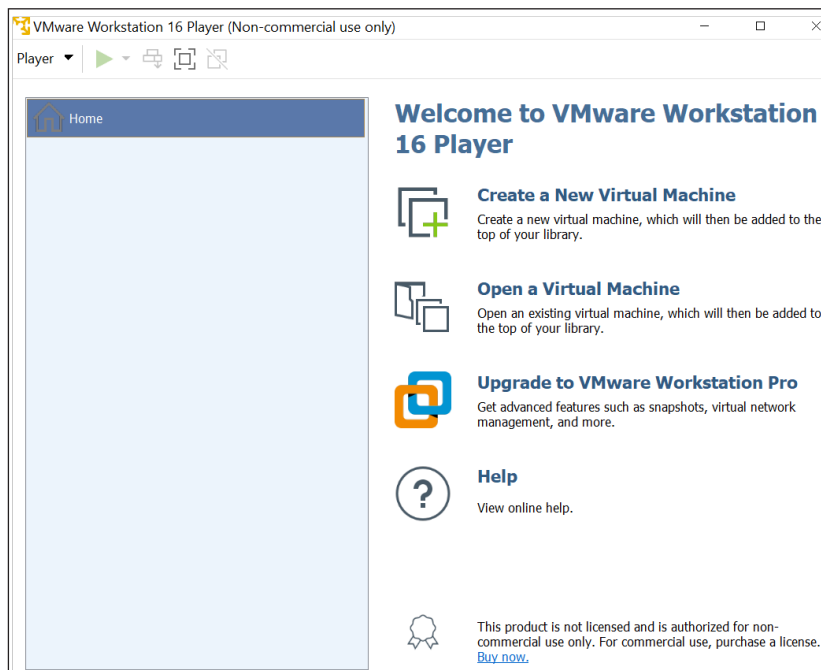 VMware Workstation 16 Player (Non-commercial use only)
Player
Home
Welcome to VMware Workstation
16 Player
Create a New Virtual Machine
Create a new virtual machine, which will then be added to the
top of your library.
Open a Virtual Machine
Open an existing virtual machine, which will then be added to
the top of your library.
Upgrade to VMware Workstation Pro
Get advanced features such as snapshots, virtual network
management, and more.
Help
View online help.
This product is not licensed and is authorized for non-
commercial use only. For commercial use, purchase a license.
Buy now.